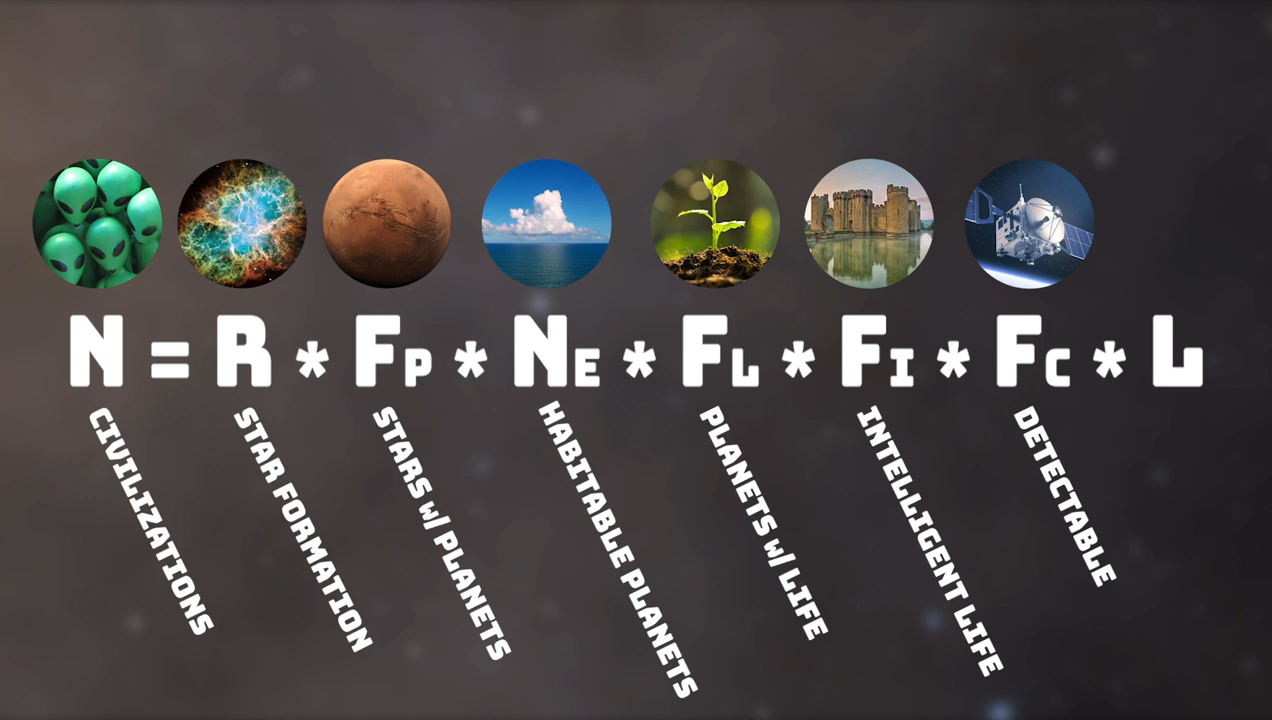 N = R * FP * NE * FL * FI * FC * L
CIVILIZATIONS
STAR FORMATION
STARS w/ PLANETS
HABITABLE PLANETS
PLANETS w/ LIFE
INTELLIGENT LIFE
DETECTABLE